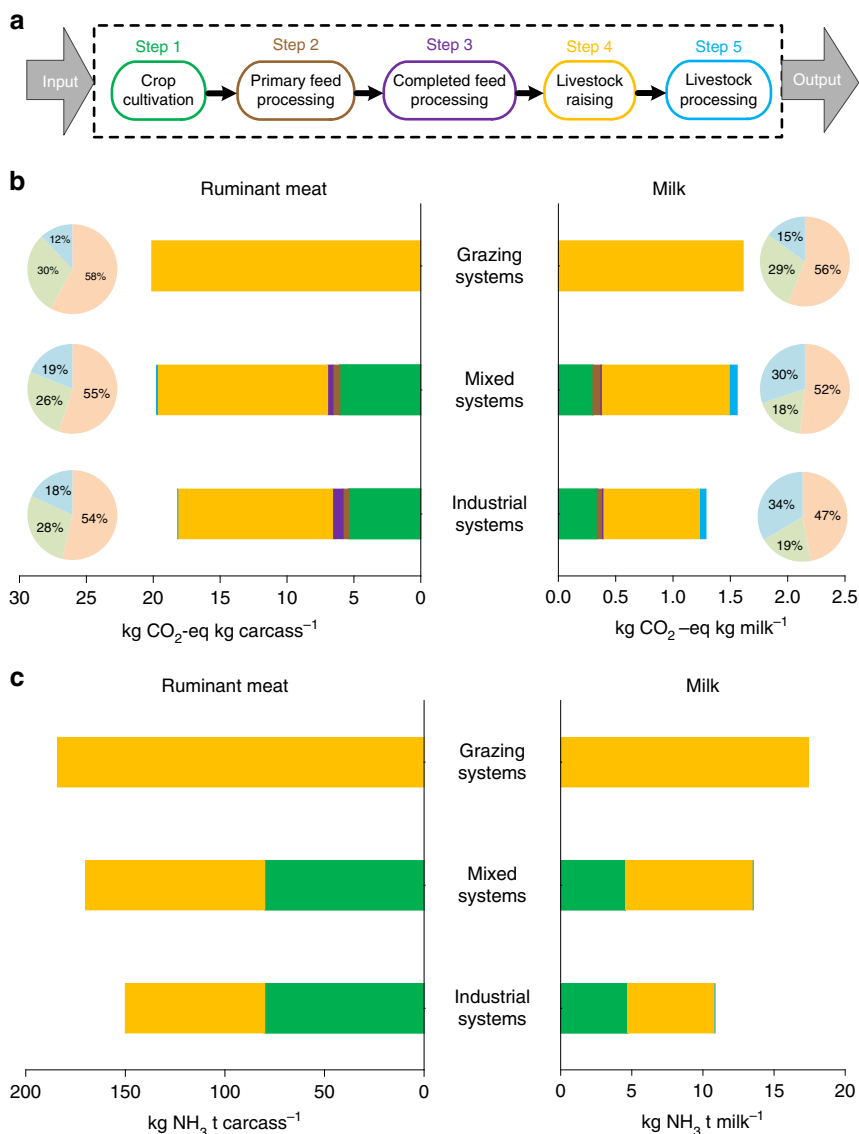 a
Step 1
Step 2
Step 3
Step 4
Step 5
Input
Crop
cultivation
Primary feed
processing
Completed feed
processing
Livestock
raising
Livestock
processing
Output
b
Ruminant meat
Milk
12%
30%
58%
Grazing
systems
15%
29%
56%
19%
26%
55%
Mixed
systems
30%
18%
52%
18%
28%
54%
Industrial
systems
34%
19%
47%
30 25 20 15 10 5 0
0.0 0.5 1.0 1.5 2.0 2.5
kg CO₂-eq kg carcass⁻¹
kg CO₂ –eq kg milk⁻¹
c
Ruminant meat
Milk
Grazing
systems
Mixed
systems
Industrial
systems
200 150 100 50 0
0 5 10 15 20
kg NH₃ t carcass⁻¹
kg NH₃ t milk⁻¹